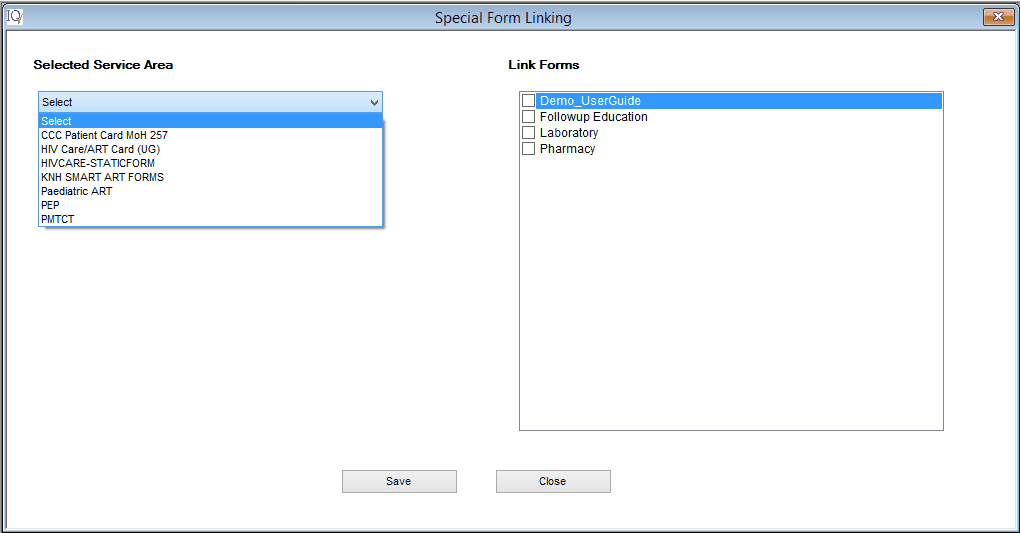 IQ
Special Form Linking
Selected Service Area
Link Forms
Select
Select
CCC Patient Card MoH 257
HIV Care/ART Card (UG)
HIVCARE-STATICFORM
KNH SMART ART FORMS
Paediatric ART
PEP
PMTCT
Demo_UserGuide
Followup Education
Laboratory
Pharmacy
Save
Close